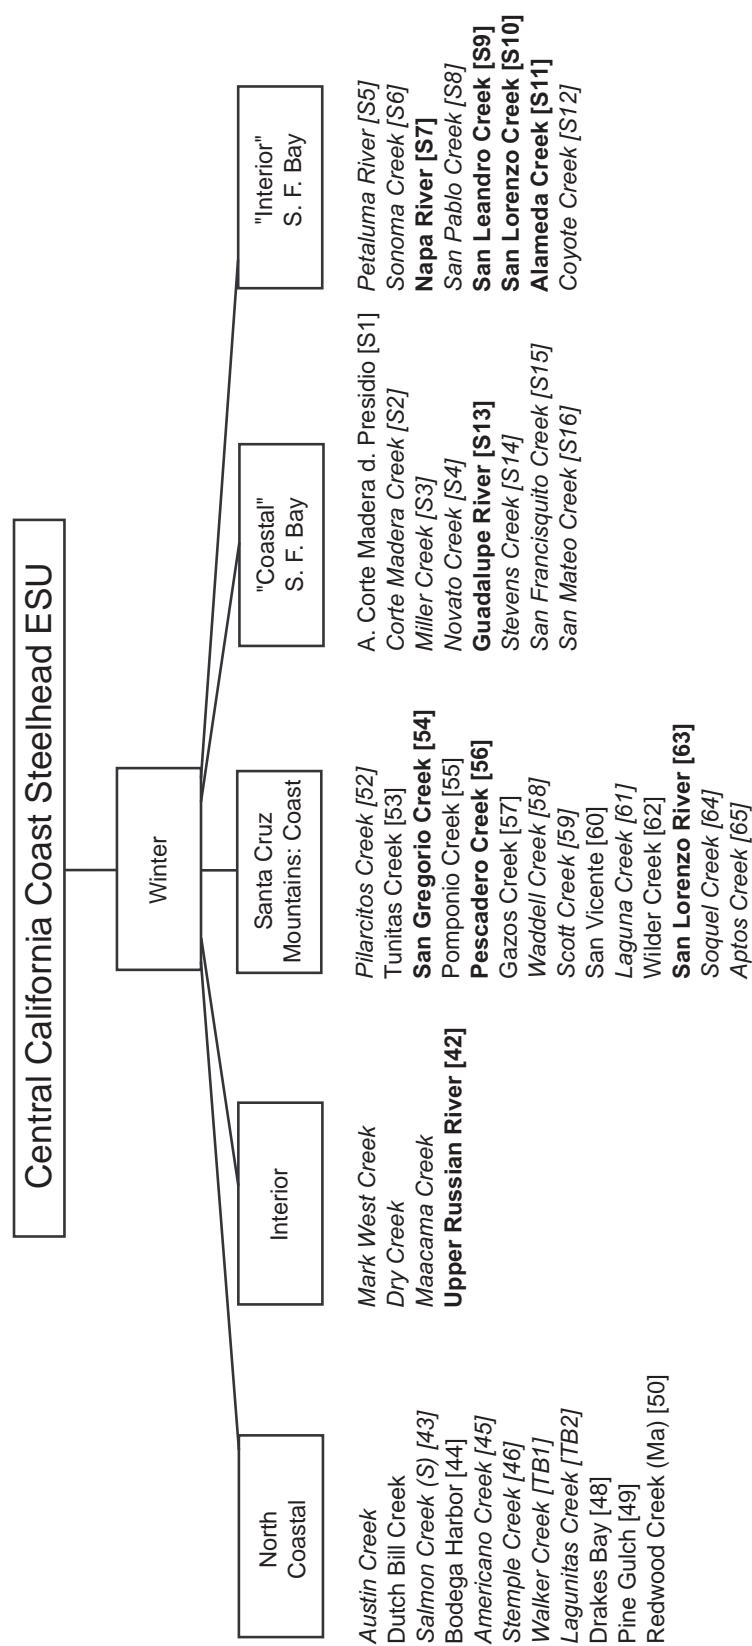 Central California Coast Steelhead ESU
Winter
North
Coastal
Austin Creek
Dutch Bill Creek
Salmon Creek (S) [43]
Bodega Harbor [44]
Americano Creek [45]
Stemple Creek [46]
Walker Creek [TB1]
Lagunitas Creek [TB2]
Drakes Bay [48]
Pine Gulch [49]
Redwood Creek (Ma) [50]
Interior
Mark West Creek
Dry Creek
Maacama Creek
Upper Russian River [42]
Santa Cruz
Mountains: Coast
Pilarcitos Creek [52]
Tunitas Creek [53]
San Gregorio Creek [54]
Pomponio Creek [55]
Pescadero Creek [56]
Gazos Creek [57]
Waddell Creek [58]
Scott Creek [59]
San Vicente [60]
Laguna Creek [61]
Wilder Creek [62]
San Lorenzo River [63]
Soquel Creek [64]
Aptos Creek [65]
"Coastal"
S. F. Bay
A. Corte Madera d. Presidio [S1]
Corte Madera Creek [S2]
Miller Creek [S3]
Novato Creek [S4]
Guadalupe River [S13]
Stevens Creek [S14]
San Francisquito Creek [S15]
San Mateo Creek [S16]
"Interior"
S. F. Bay
Petaluma River [S5]
Sonoma Creek [S6]
Napa River [S7]
San Pablo Creek [S8]
San Leandro Creek [S9]
San Lorenzo Creek [S10]
Alameda Creek [S11]
Coyote Creek [S12]